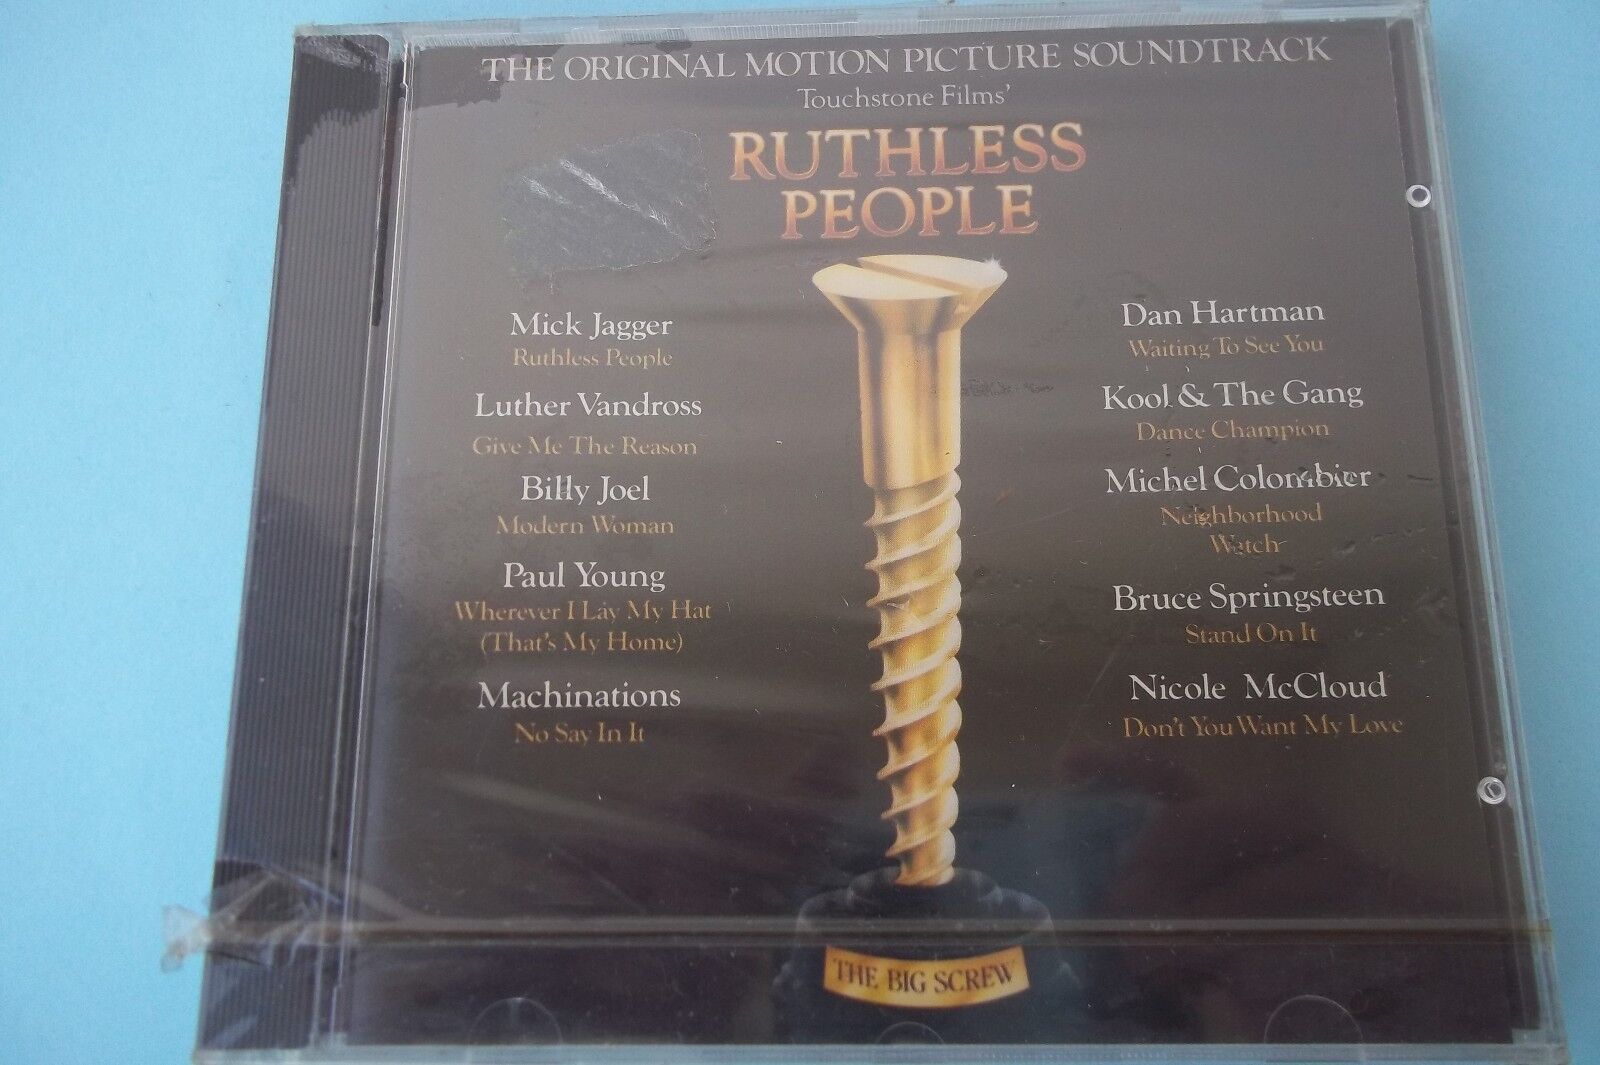 THE ORIGINAL MOTION PICTURE SOUNDTRACK
Touchstone Films'
RUTHLESS
PEOPLE
Mick Jagger
Ruthless People
Luther Vandross
Give Me The Reason
Billy Joel
Modern Woman
Paul Young
Wherever I Lay My Hat
(That's My Home)
Machinations
No Say In It
Dan Hartman
Waiting To See You
Kool & The Gang
Dance Champion
Michel Colombier
Neighborhood
Watch
Bruce Springsteen
Stand On It
Nicole McCloud
Don't You Want My Love
THE BIG SCREW